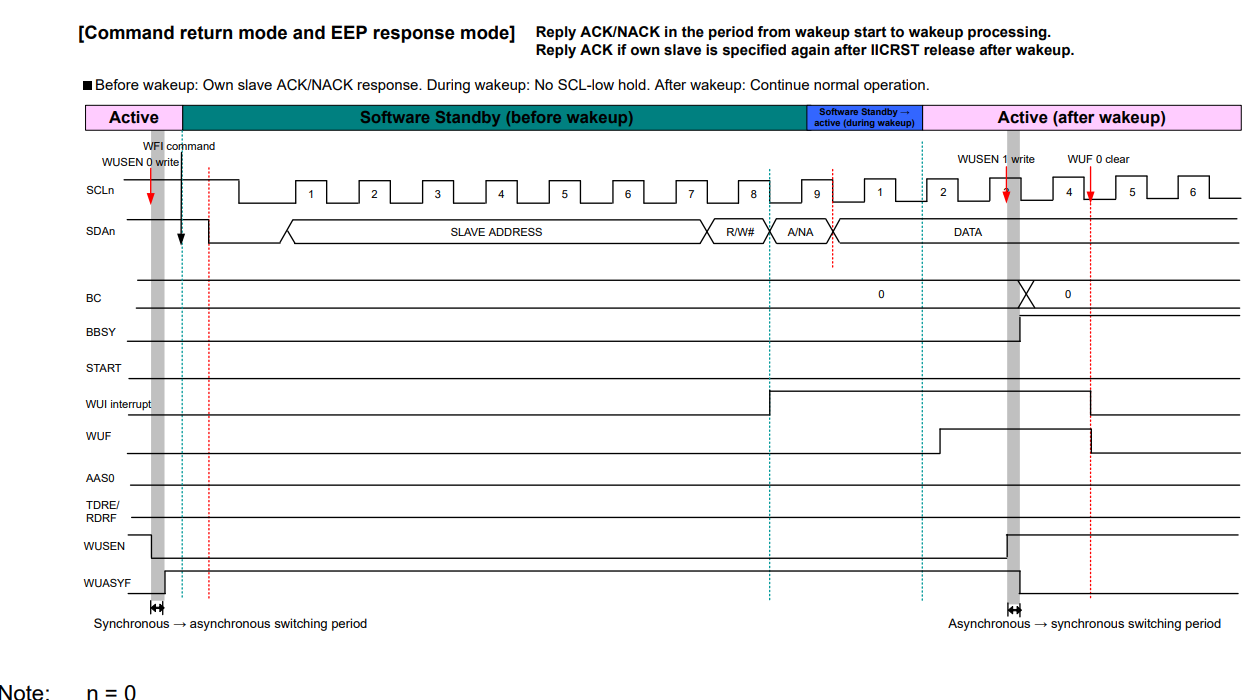 [Command return mode and EEP response mode] Reply ACK/NACK in the period from wakeup start to wakeup processing.
Reply ACK if own slave is specified again after IICRST release after wakeup.
■ Before wakeup: Own slave ACK/NACK response. During wakeup: No SCL-low hold. After wakeup: Continue normal operation.
Active
Software Standby (before wakeup)
Software Standby →
active (during wakeup)
Active (after wakeup)
WFI command
WUSEN 0 write
WUSEN 1 write
WUF 0 clear
SCLn
1 2 3 4 5 6 7 8 9 1 2 3 4 5 6
SDAn
SLAVE ADDRESS
R/W#
A/NA
DATA
BC
0
0
BBSY
START
WUI interrupt
WUF
AAS0
TDRE/
RDRF
WUSEN
WUASYF
Synchronous → asynchronous switching period
Asynchronous → synchronous switching period
Note: n = 0